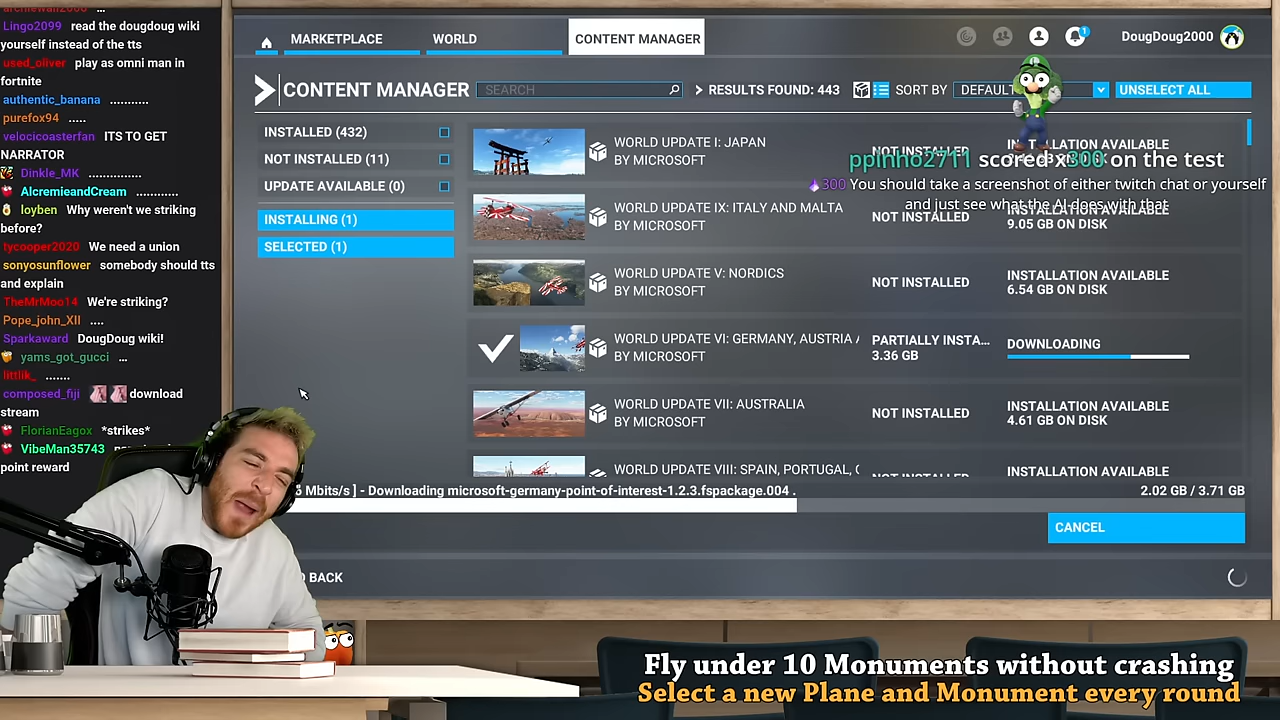 archiewall2000 ...
Lingo2099 read the dougdoug wiki
yourself instead of the tts
used_oliver play as omni man in
fortnite
authentic_banana ...........
purefox94 .....
velocicoasterfan ITS TO GET
NARRATOR
Dinkle_MK .............
AlcremieandCream ............
loyben Why weren't we striking
before?
tycooper2020 We need a union
sonyosunflower somebody should tts
and explain
TheMrMoo14 We're striking?
Pope_john_XII ....
Sparkaward DougDoug wiki!
yams_got_gucci ...
littlik_ .......
composed_fiji download
stream
FlorianEagox *strikes*
VibeMan35743
point reward
MARKETPLACE
WORLD
CONTENT MANAGER
1
DougDoug2000
CONTENT MANAGER
SEARCH
RESULTS FOUND: 443
SORT BY
DEFAULT
UNSELECT ALL
INSTALLED (432)
NOT INSTALLED (11)
UPDATE AVAILABLE (0)
INSTALLING (1)
SELECTED (1)
WORLD UPDATE I: JAPAN
BY MICROSOFT
NOT INSTALLED
INSTALLATION AVAILABLE
ppinho2711 scored x300 on the test
300 You should take a screenshot of either twitch chat or yourself
and just see what the AI does with that
WORLD UPDATE IX: ITALY AND MALTA
BY MICROSOFT
NOT INSTALLED
INSTALLATION AVAILABLE
9.05 GB ON DISK
WORLD UPDATE V: NORDICS
BY MICROSOFT
NOT INSTALLED
INSTALLATION AVAILABLE
6.54 GB ON DISK
WORLD UPDATE VI: GERMANY, AUSTRIA
BY MICROSOFT
PARTIALLY INSTA...
3.36 GB
DOWNLOADING
WORLD UPDATE VII: AUSTRALIA
BY MICROSOFT
NOT INSTALLED
INSTALLATION AVAILABLE
4.61 GB ON DISK
WORLD UPDATE VIII: SPAIN, PORTUGAL,
NOT INSTALLED
INSTALLATION AVAILABLE
Mbits/s ] - Downloading microsoft-germany-point-of-interest-1.2.3.fspackage.004 .
2.02 GB / 3.71 GB
CANCEL
BACK
Fly under 10 Monuments without crashing
Select a new Plane and Monument every round